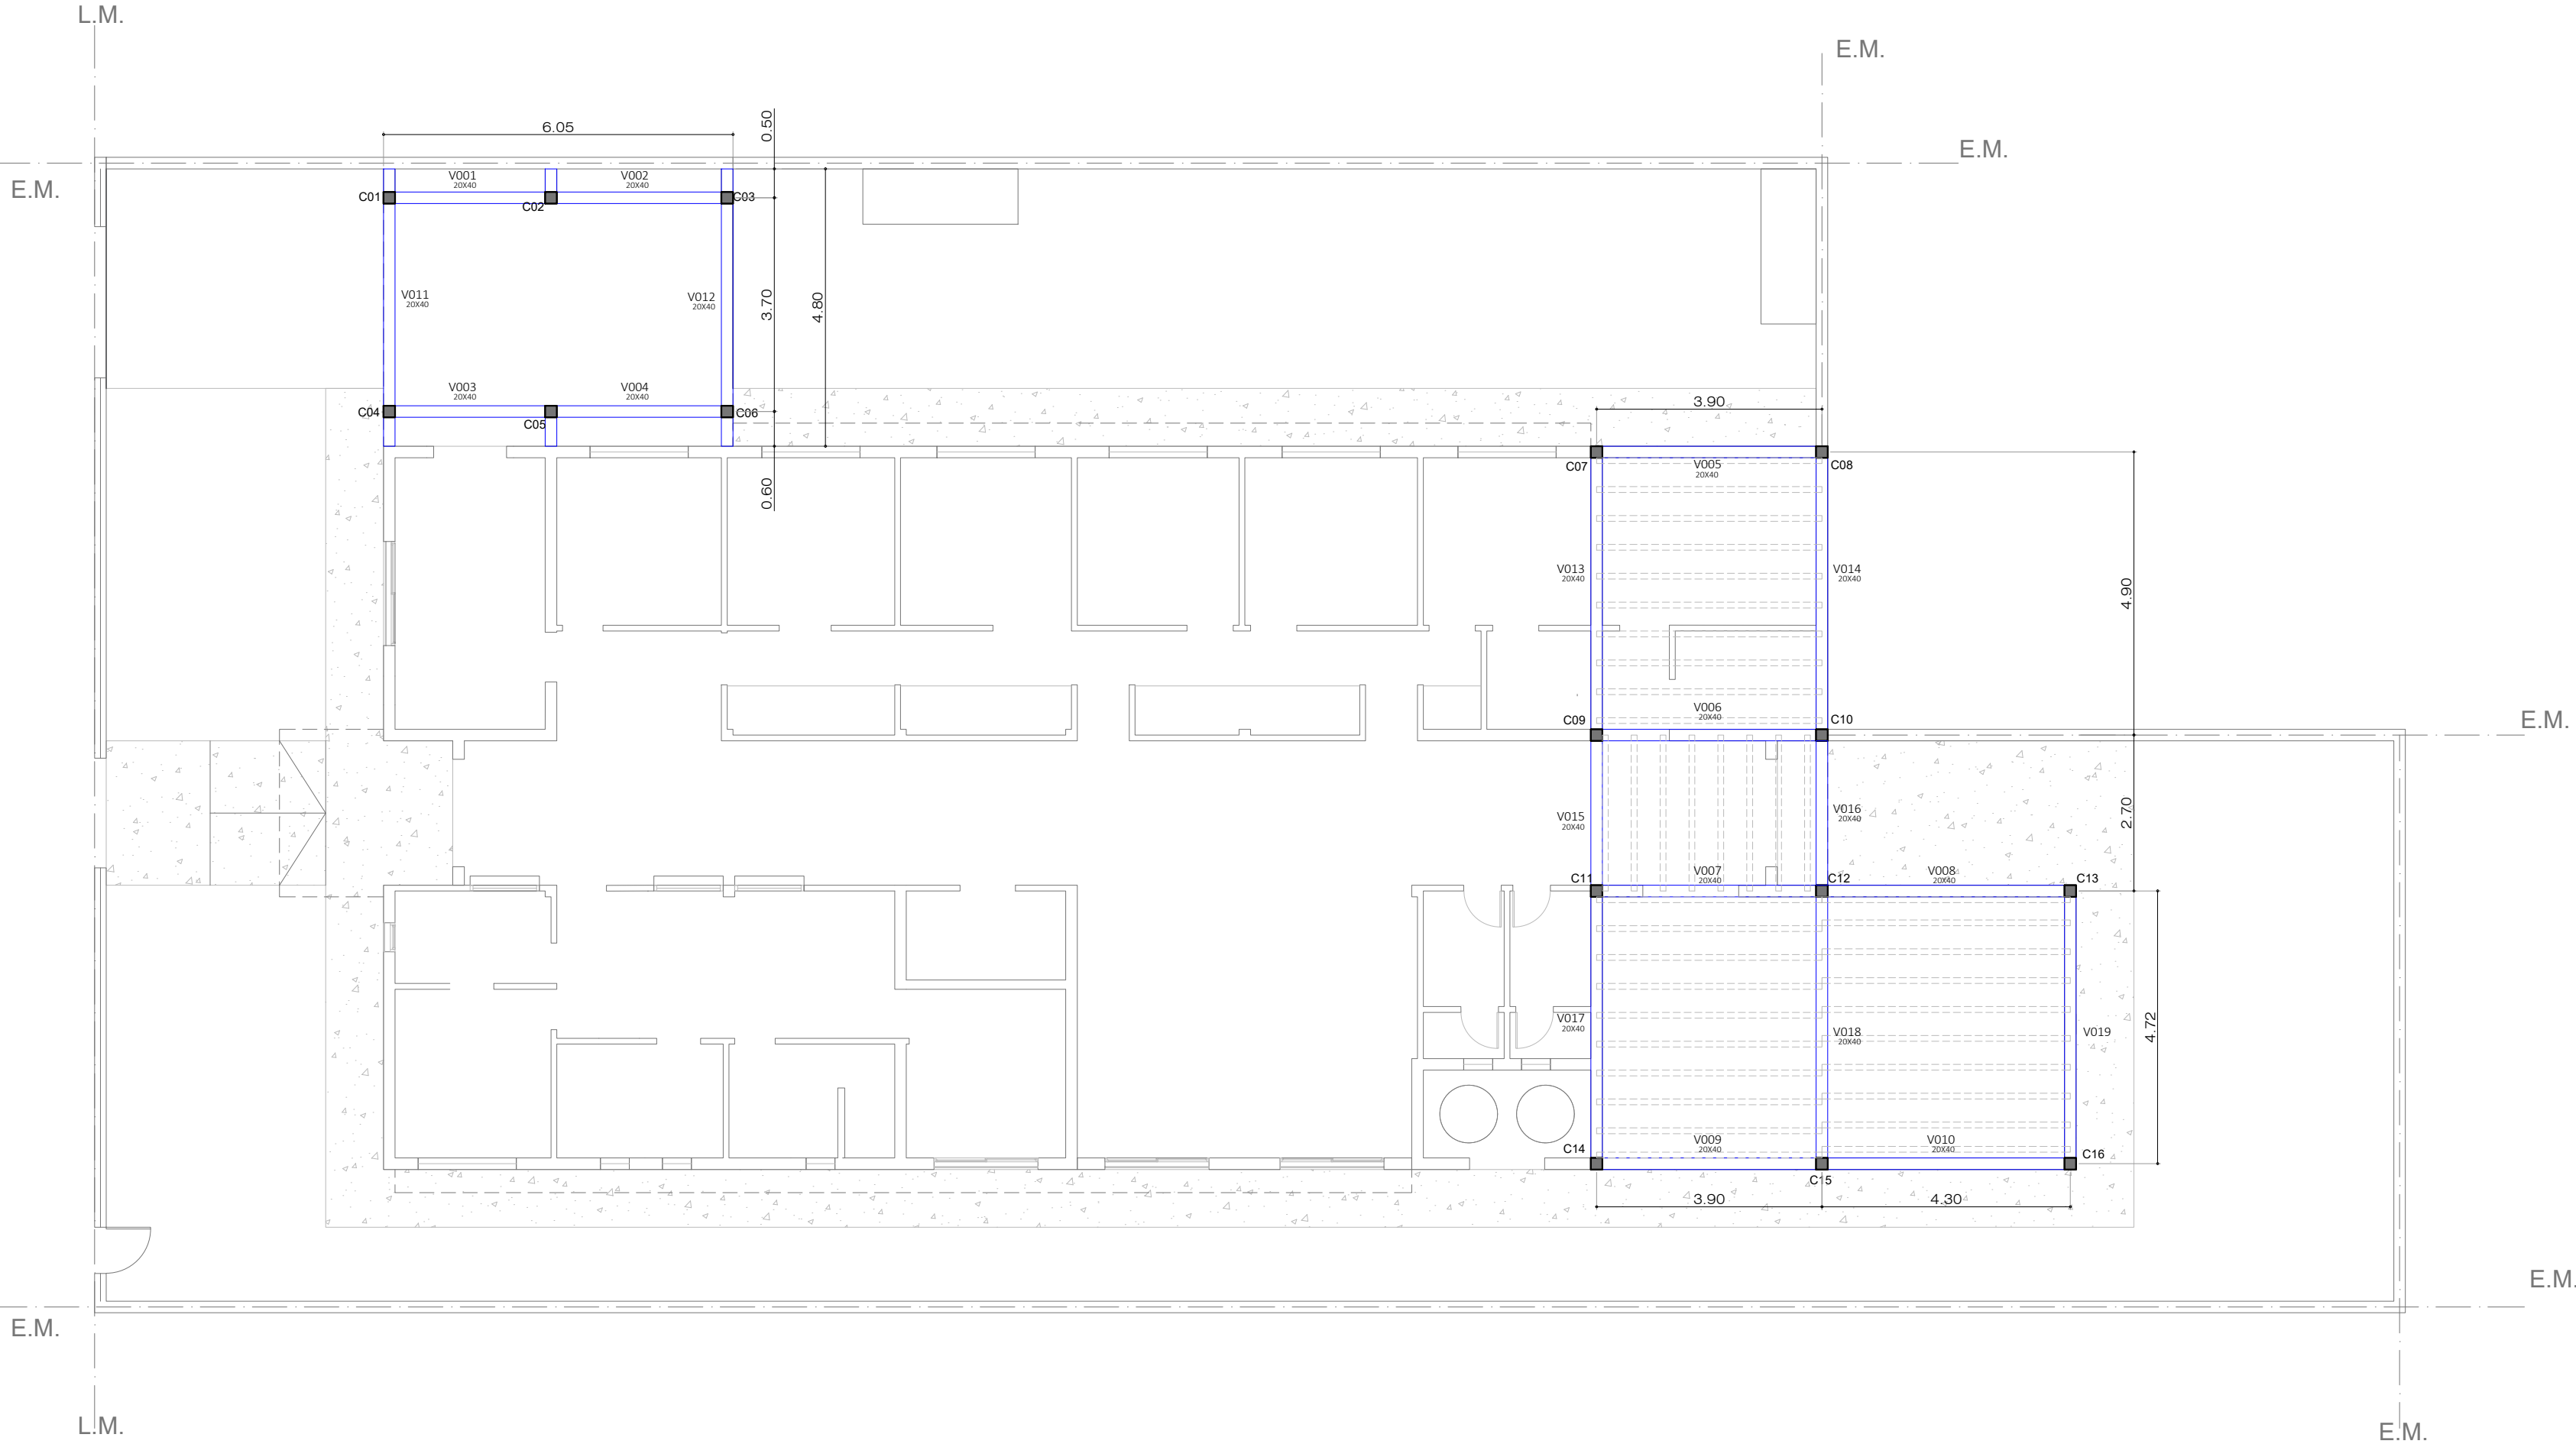 L.M.
E.M.
6.05
0.50
E.M.
E.M.
V001
20X40
V002
20X40
C01
C02
C03
V011
20X40
V012
20X40
3.70
4.80
V003
20X40
V004
20X40
C04
C05
C06
3.90
0.60
C07
V005
20X40
C08
V013
20X40
V014
20X40
4.90
V006
20X40
C09
C10
E.M.
V015
20X40
V016
20X40
2.70
C11
V007
20X40
C12
V008
20X40
C13
V017
20X40
V018
20X40
V019
4.72
C14
V009
20X40
V010
20X40
C16
C15
3.90
4.30
E.M.
E.M.
L.M.
E.M.